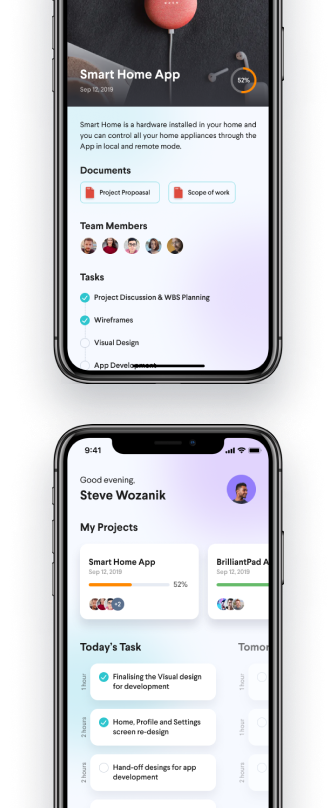 Smart Home App
Sep 12, 2019
52%
Smart Home is a hardware installed in your home and
you can control all your home appliances through the
App in local and remote mode.
Documents
Project Propoasal
Scope of work
Team Members
Tasks
Project Discussion & WBS Planning
Wireframes
Visual Design
App Development
9:41
Good evening,
Steve Wozanik
My Projects
Smart Home App
Sep 12, 2019
52%
+2
BrilliantPad A
Sep 12, 2019
Today's Task
Tomor
1 hour
Finalising the Visual design
for development
1 hour
2 hours
Home, Profile and Settings
screen re-design
1 hour
2 hours
Hand-off desings for app
development
2 hours